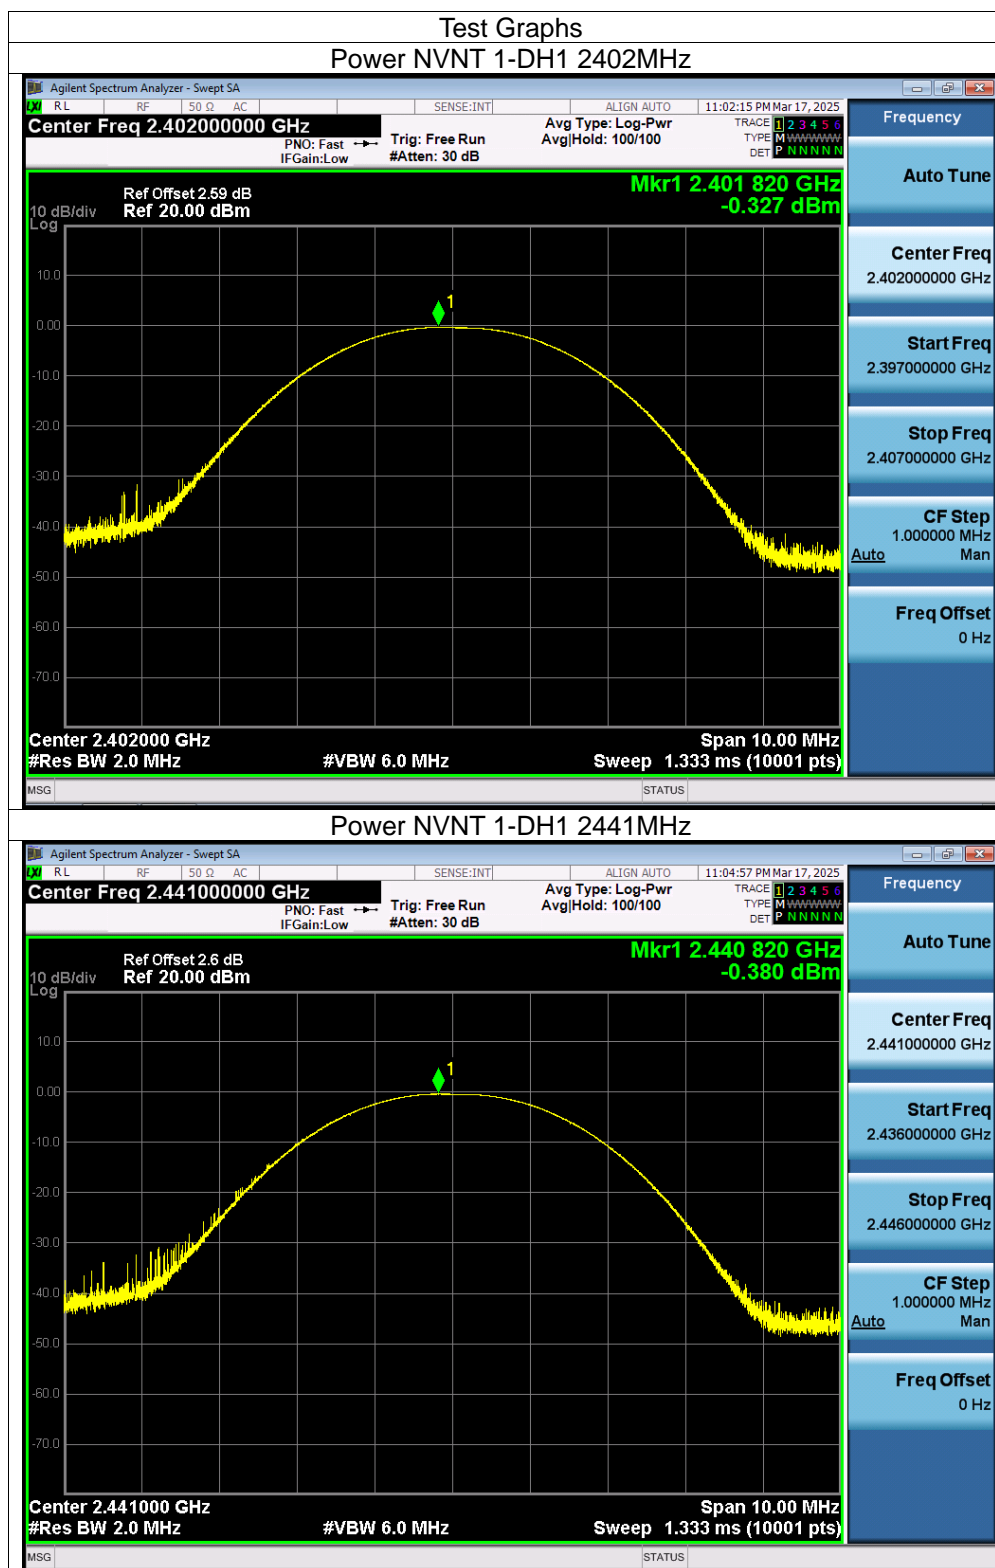 Test Graphs
Power NVNT 1-DH1 2402MHz
Agilent Spectrum Analyzer - Swept SA
LXI RL RF 50 Ω AC SENSE:INT ALIGN AUTO 11:02:15 PM Mar 17, 2025
Center Freq 2.402000000 GHz
PNO: Fast
IFGain:Low
Trig: Free Run
#Atten: 30 dB
Avg Type: Log-Pwr
Avg|Hold: 100/100
TRACE 1 2 3 4 5 6
TYPE M W W W W W
DET P N N N N N
Frequency
Auto Tune
Center Freq
2.402000000 GHz
Start Freq
2.397000000 GHz
Stop Freq
2.407000000 GHz
CF Step
1.000000 MHz
Auto Man
Freq Offset
0 Hz
Mkr1 2.401 820 GHz
-0.327 dBm
Ref Offset 2.59 dB
10 dB/div Ref 20.00 dBm
Log
10.0
1
0.00
-10.0
-20.0
-30.0
-40.0
-50.0
-60.0
-70.0
Center 2.402000 GHz Span 10.00 MHz
#Res BW 2.0 MHz #VBW 6.0 MHz Sweep 1.333 ms (10001 pts)
MSG STATUS
Power NVNT 1-DH1 2441MHz
Agilent Spectrum Analyzer - Swept SA
LXI RL RF 50 Ω AC SENSE:INT ALIGN AUTO 11:04:57 PM Mar 17, 2025
Center Freq 2.441000000 GHz
PNO: Fast
IFGain:Low
Trig: Free Run
#Atten: 30 dB
Avg Type: Log-Pwr
Avg|Hold: 100/100
TRACE 1 2 3 4 5 6
TYPE M W W W W W
DET P N N N N N
Frequency
Auto Tune
Center Freq
2.441000000 GHz
Start Freq
2.436000000 GHz
Stop Freq
2.446000000 GHz
CF Step
1.000000 MHz
Auto Man
Freq Offset
0 Hz
Mkr1 2.440 820 GHz
-0.380 dBm
Ref Offset 2.6 dB
10 dB/div Ref 20.00 dBm
Log
10.0
1
0.00
-10.0
-20.0
-30.0
-40.0
-50.0
-60.0
-70.0
Center 2.441000 GHz Span 10.00 MHz
#Res BW 2.0 MHz #VBW 6.0 MHz Sweep 1.333 ms (10001 pts)
MSG STATUS